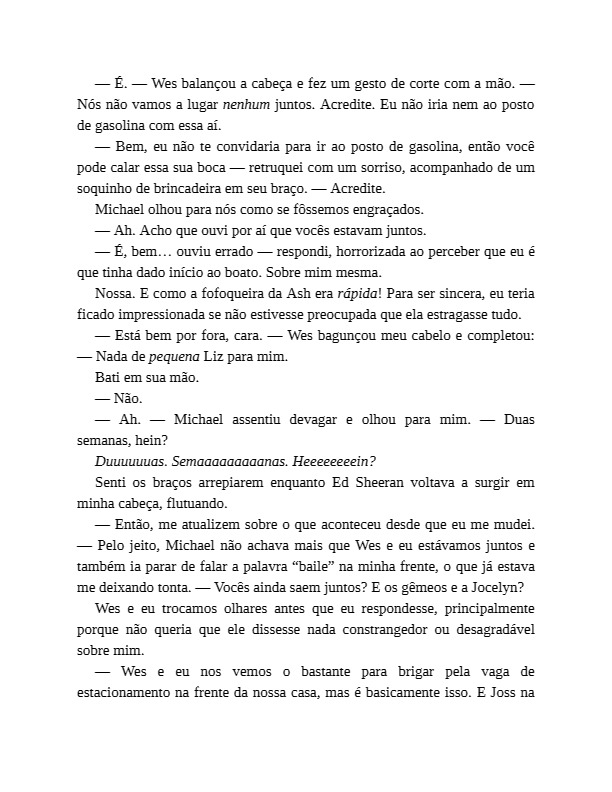 — É. — Wes balançou a cabeça e fez um gesto de corte com a mão. —
Nós não vamos a lugar nenhum juntos. Acredite. Eu não iria nem ao posto
de gasolina com essa aí.
— Bem, eu não te convidaria para ir ao posto de gasolina, então você
pode calar essa sua boca — retruquei com um sorriso, acompanhado de um
soquinho de brincadeira em seu braço. — Acredite.
Michael olhou para nós como se fôssemos engraçados.
— Ah. Acho que ouvi por aí que vocês estavam juntos.
— É, bem… ouviu errado — respondi, horrorizada ao perceber que eu é
que tinha dado início ao boato. Sobre mim mesma.
Nossa. E como a fofoqueira da Ash era rápida! Para ser sincera, eu teria
ficado impressionada se não estivesse preocupada que ela estragasse tudo.
— Está bem por fora, cara. — Wes bagunçou meu cabelo e completou:
— Nada de pequena Liz para mim.
Bati em sua mão.
— Não.
— Ah. — Michael assentiu devagar e olhou para mim. — Duas
semanas, hein?
Duuuuuuas. Semaaaaaaaaanas. Heeeeeeeein?
Senti os braços arrepiarem enquanto Ed Sheeran voltava a surgir em
minha cabeça, flutuando.
— Então, me atualizem sobre o que aconteceu desde que eu me mudei.
— Pelo jeito, Michael não achava mais que Wes e eu estávamos juntos e
também ia parar de falar a palavra “baile” na minha frente, o que já estava
me deixando tonta. — Vocês ainda saem juntos? E os gêmeos e a Jocelyn?
Wes e eu trocamos olhares antes que eu respondesse, principalmente
porque não queria que ele dissesse nada constrangedor ou desagradável
sobre mim.
— Wes e eu nos vemos o bastante para brigar pela vaga de
estacionamento na frente da nossa casa, mas é basicamente isso. E Joss na